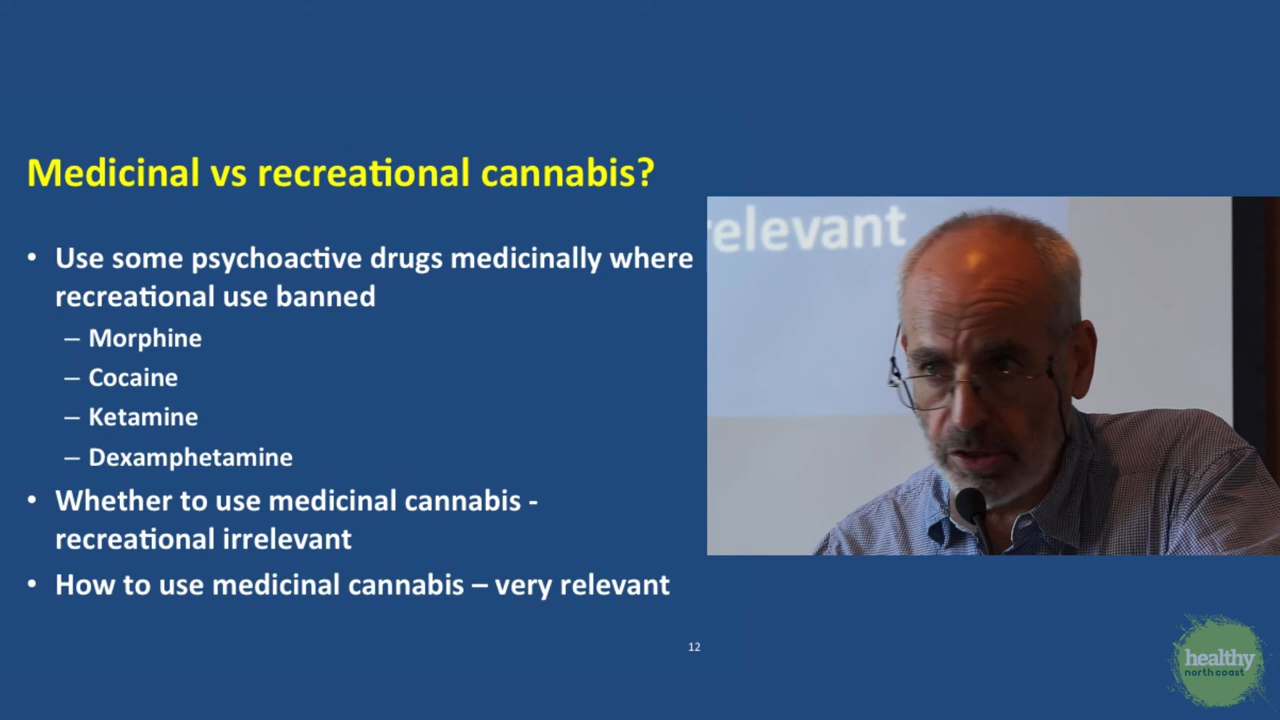 Medicinal vs recreational cannabis?
• Use some psychoactive drugs medicinally where
recreational use banned
– Morphine
– Cocaine
– Ketamine
– Dexamphetamine
• Whether to use medicinal cannabis -
recreational irrelevant
• How to use medicinal cannabis – very relevant
relevant
12
healthy
north coast